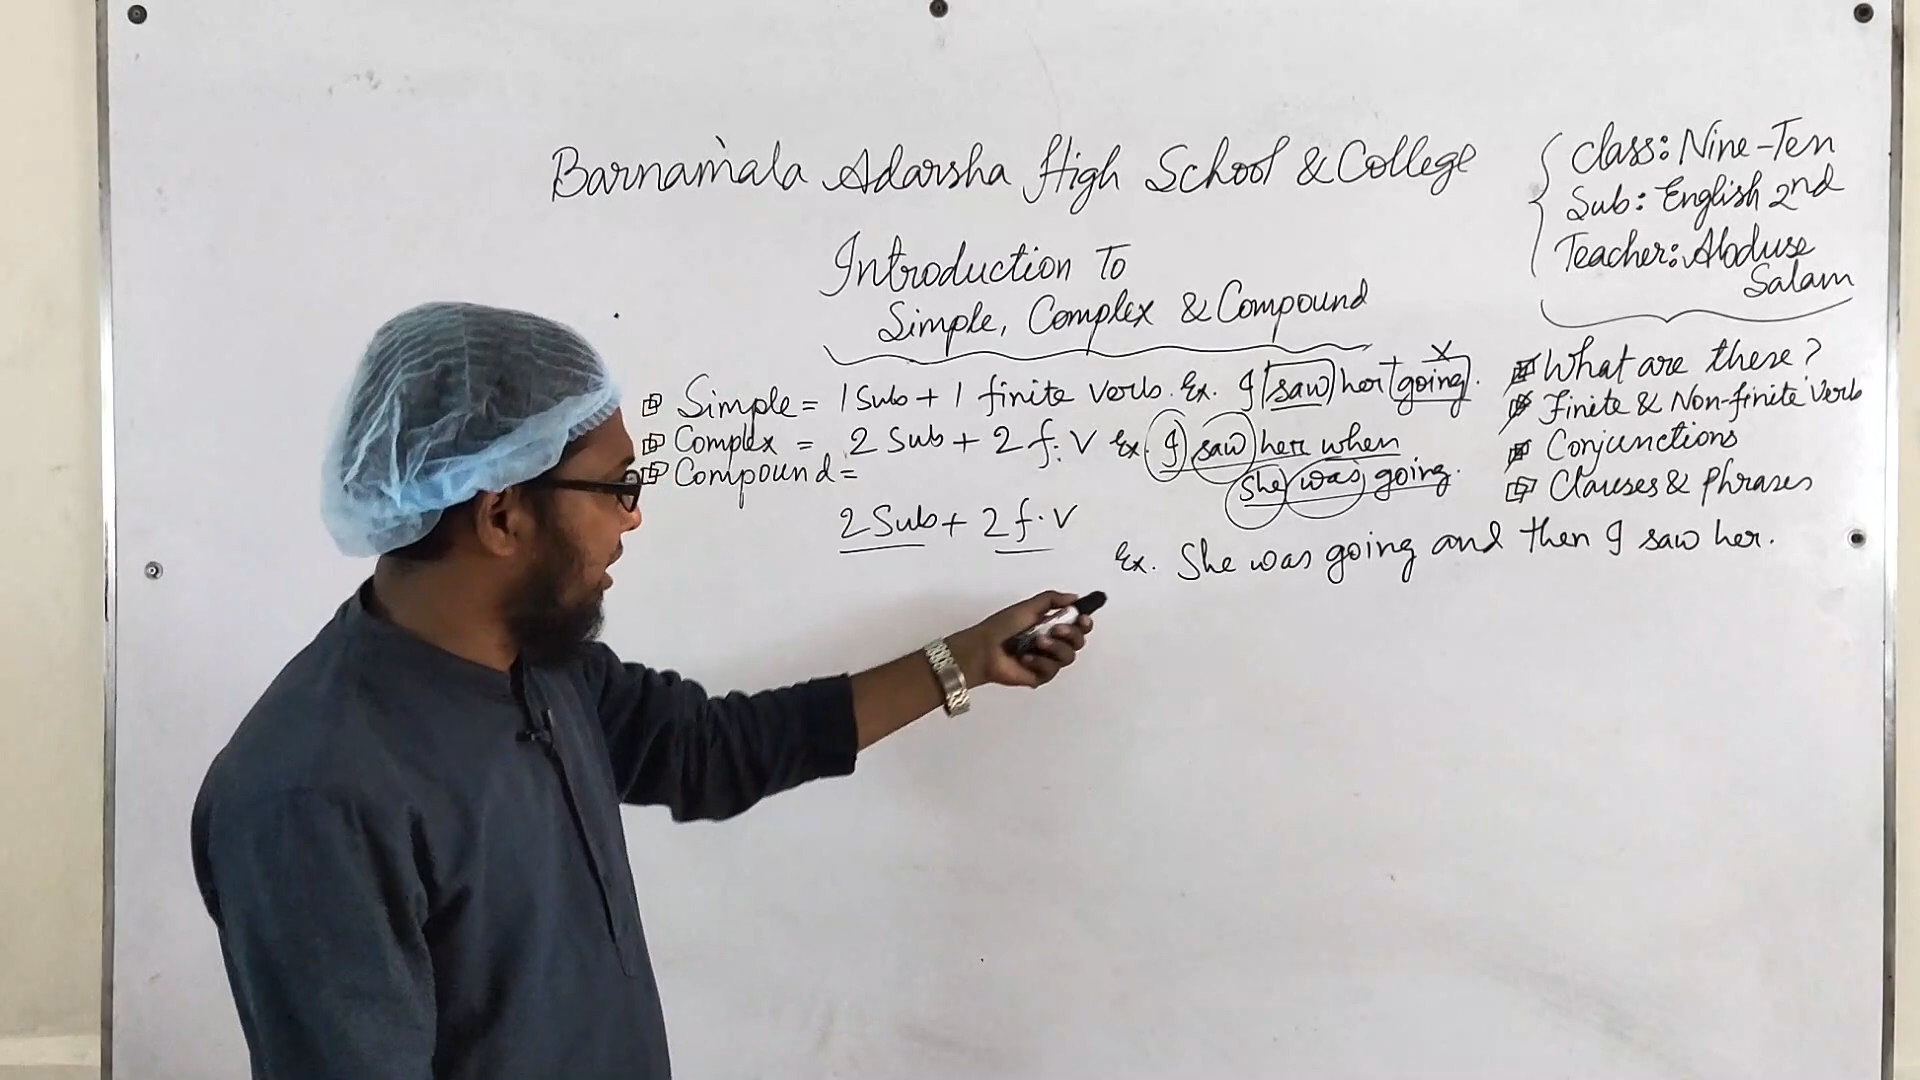 Barnamala Adarsha High School & College
Introduction To
Simple, Complex & Compound
Simple = 1 Sub + 1 finite verb. Ex. I saw her going.
Complex = 2 Sub + 2 f. V Ex. I saw her when
she was going.
Compound =
2 Sub + 2 f. V
Ex. She was going and then I saw her.
Class: Nine-Ten
Sub: English 2nd
Teacher: Abduse
Salam
What are these?
Finite & Non-finite Verb
Conjunctions
Clauses & Phrases